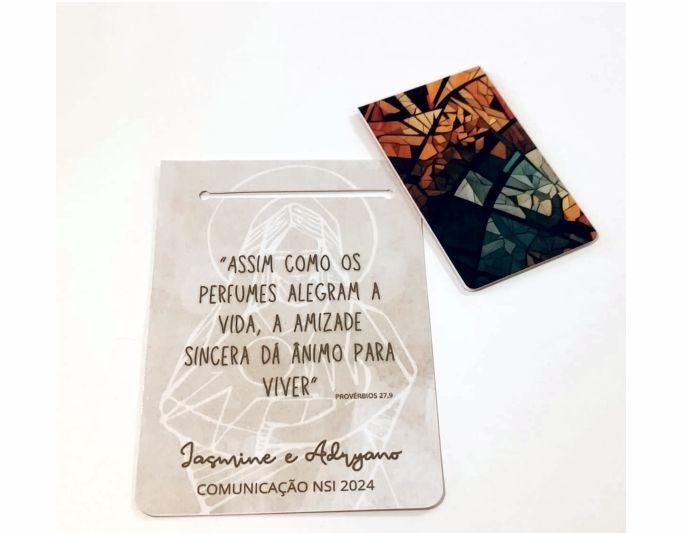 "ASSIM COMO OS
PERFUMES ALEGRAM A
VIDA, A AMIZADE
SINCERA DÁ ÂNIMO PARA
VIVER"
PROVÉRBIOS 27,9
Jasmine e Adryano
COMUNICAÇÃO NSI 2024